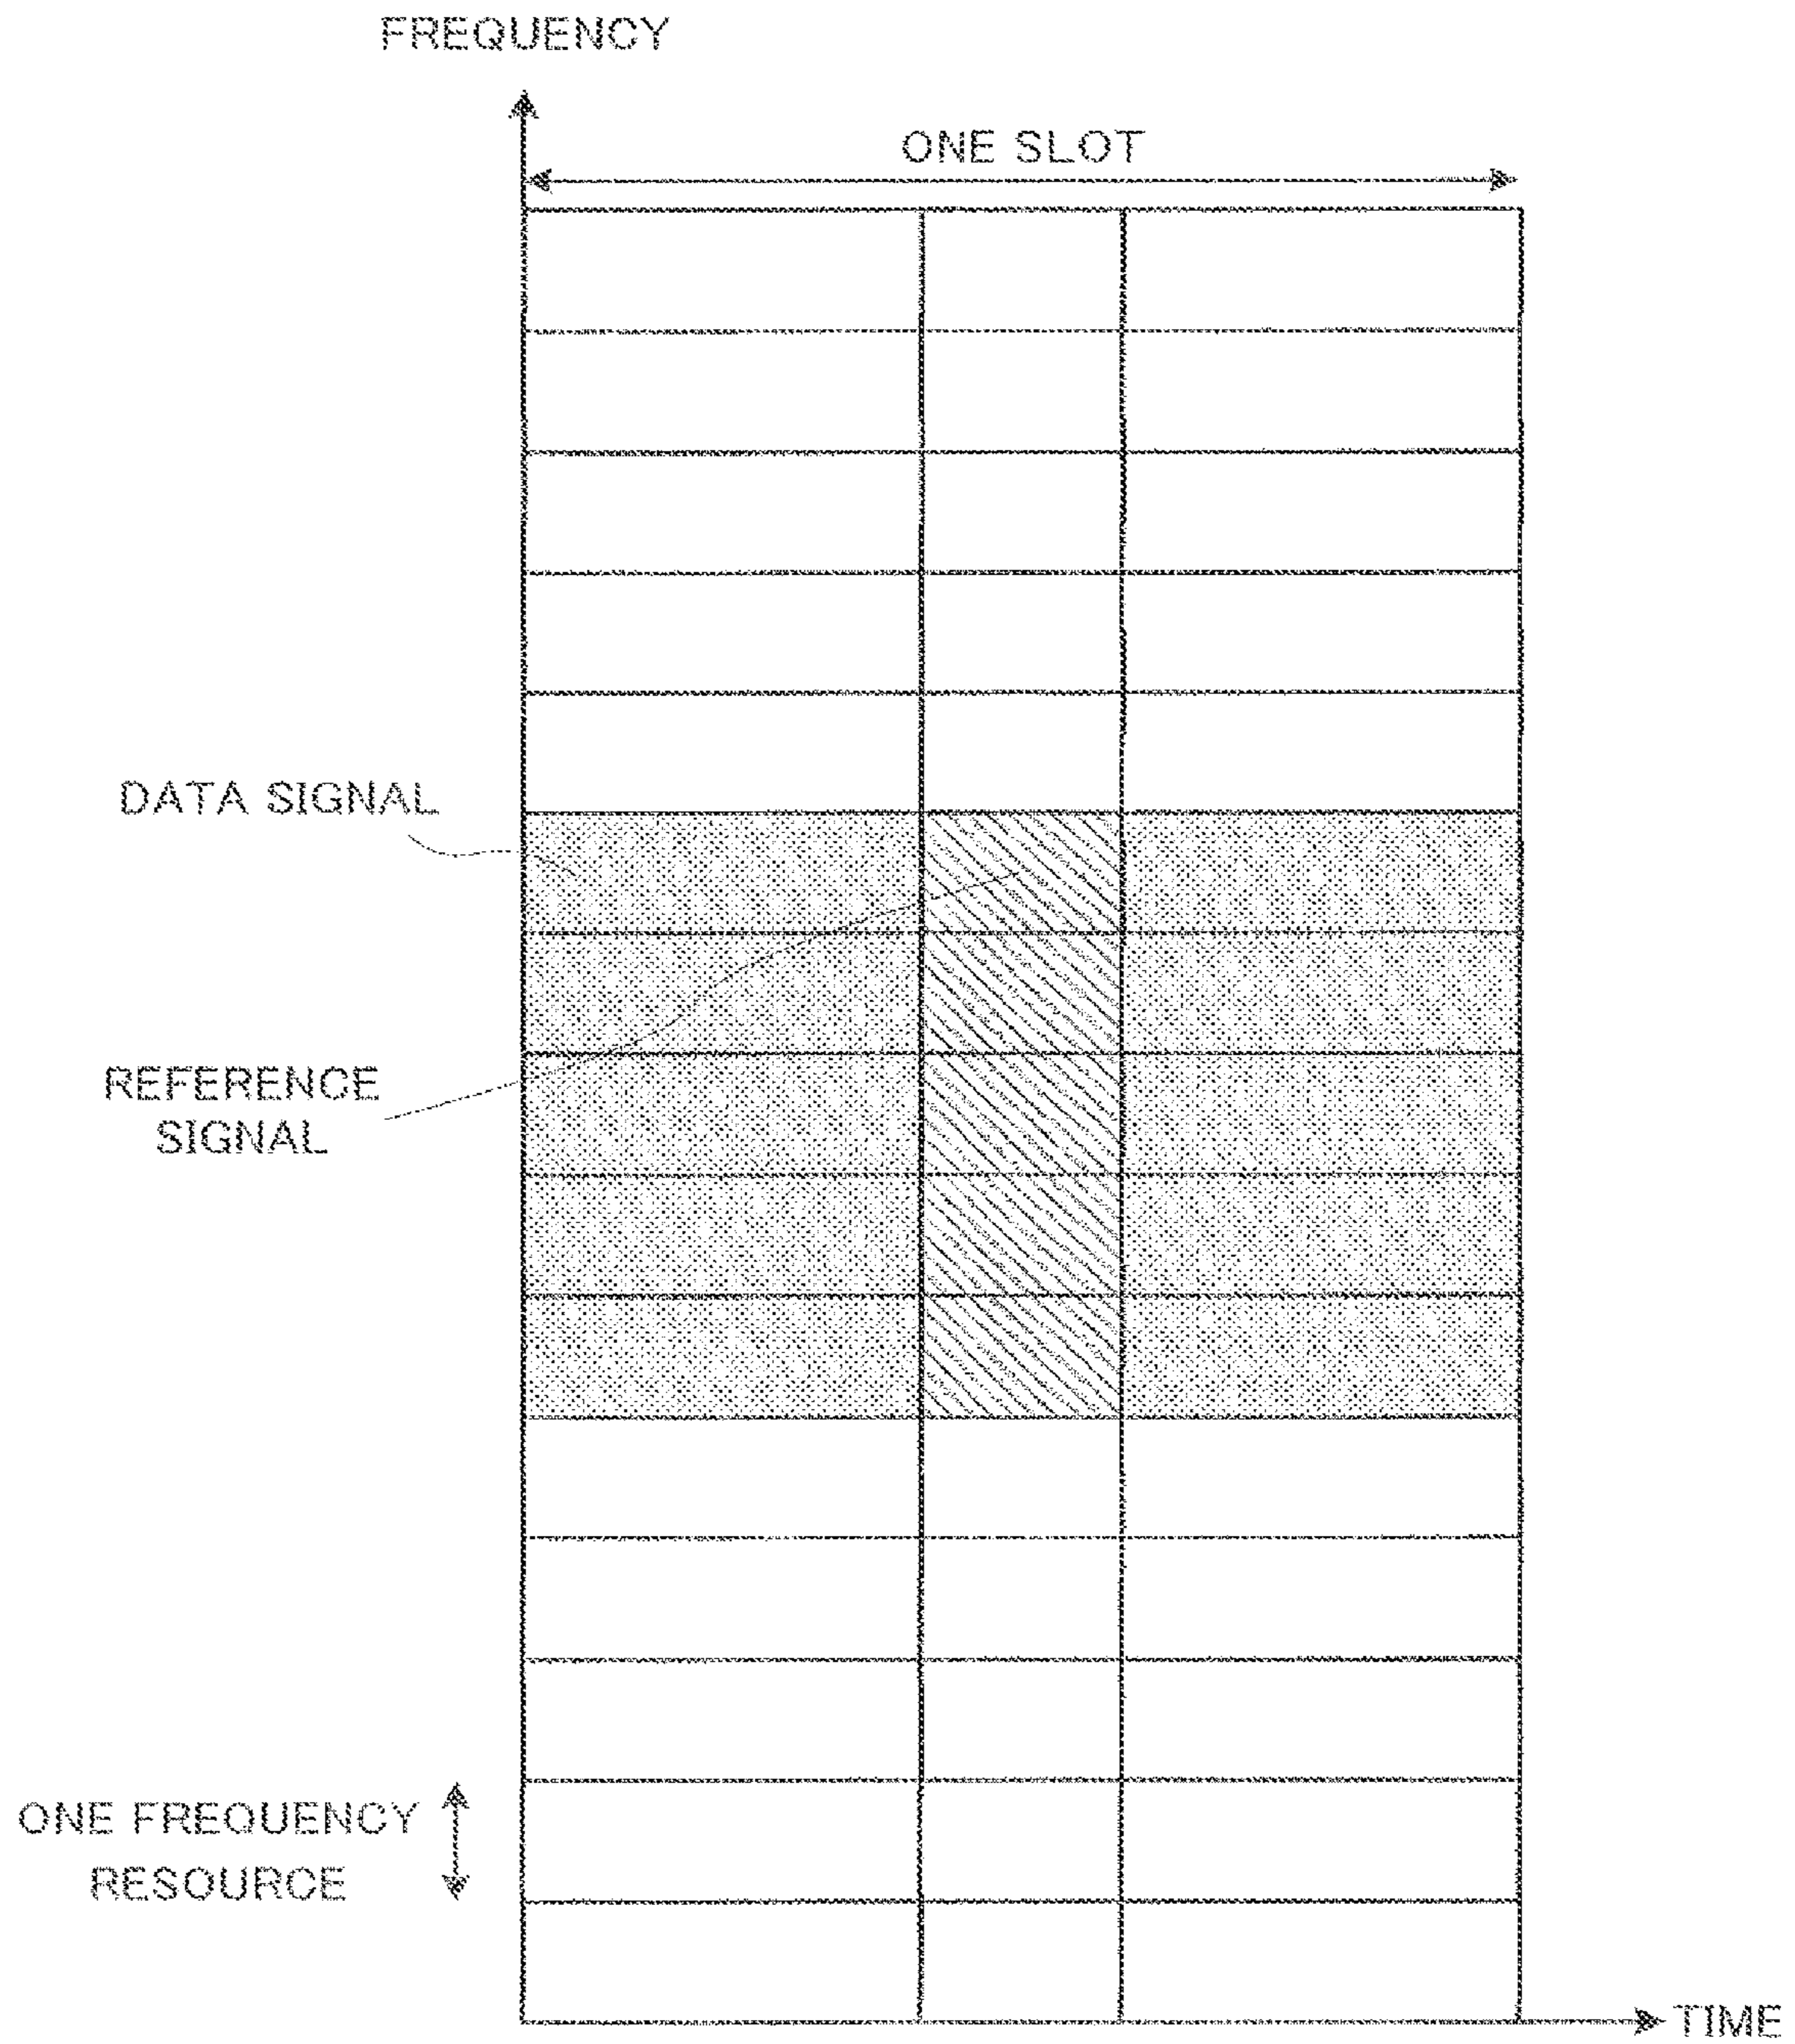 FREQUENCY
ONE SLOT
DATA SIGNAL
REFERENCE
SIGNAL
ONE FREQUENCY
RESOURCE
TIME